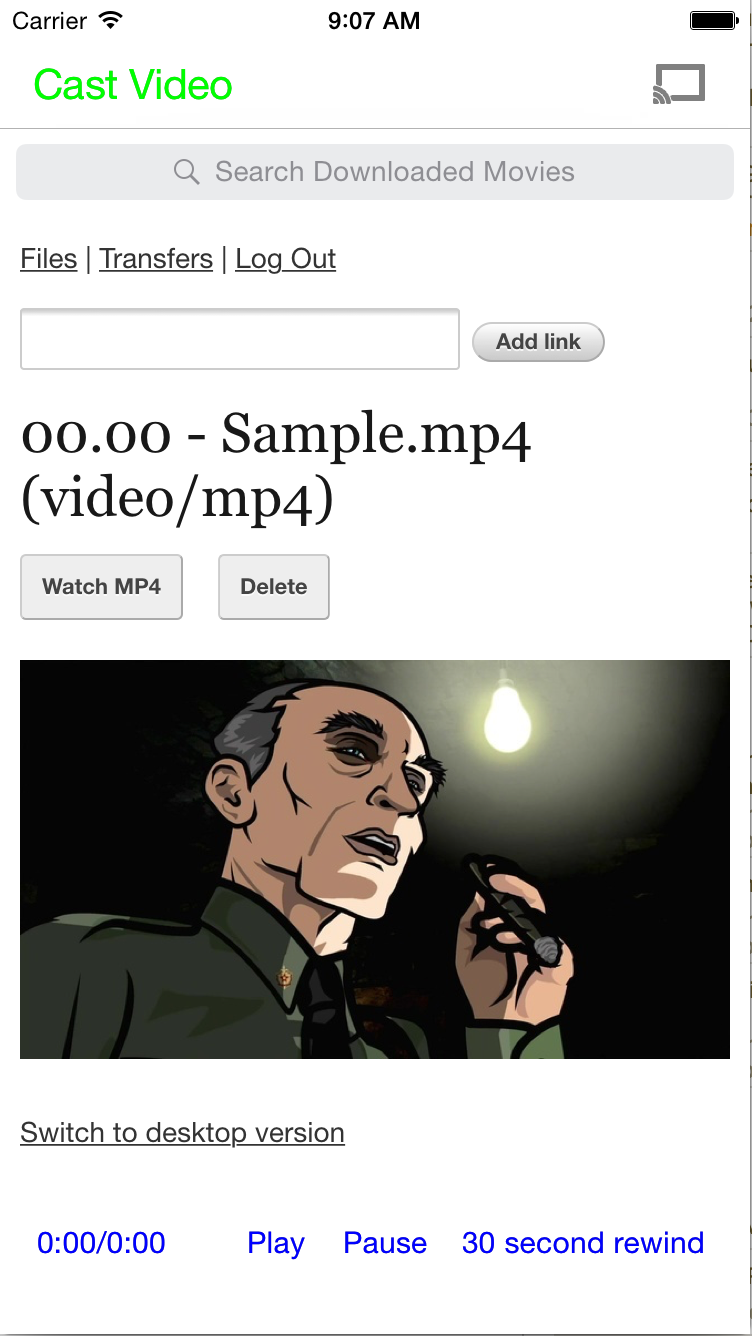 Carrier 9:07 AM
Cast Video
Search Downloaded Movies
Files | Transfers | Log Out
Add link
00.00 - Sample.mp4
(video/mp4)
Watch MP4 Delete
Switch to desktop version
0:00/0:00 Play Pause 30 second rewind